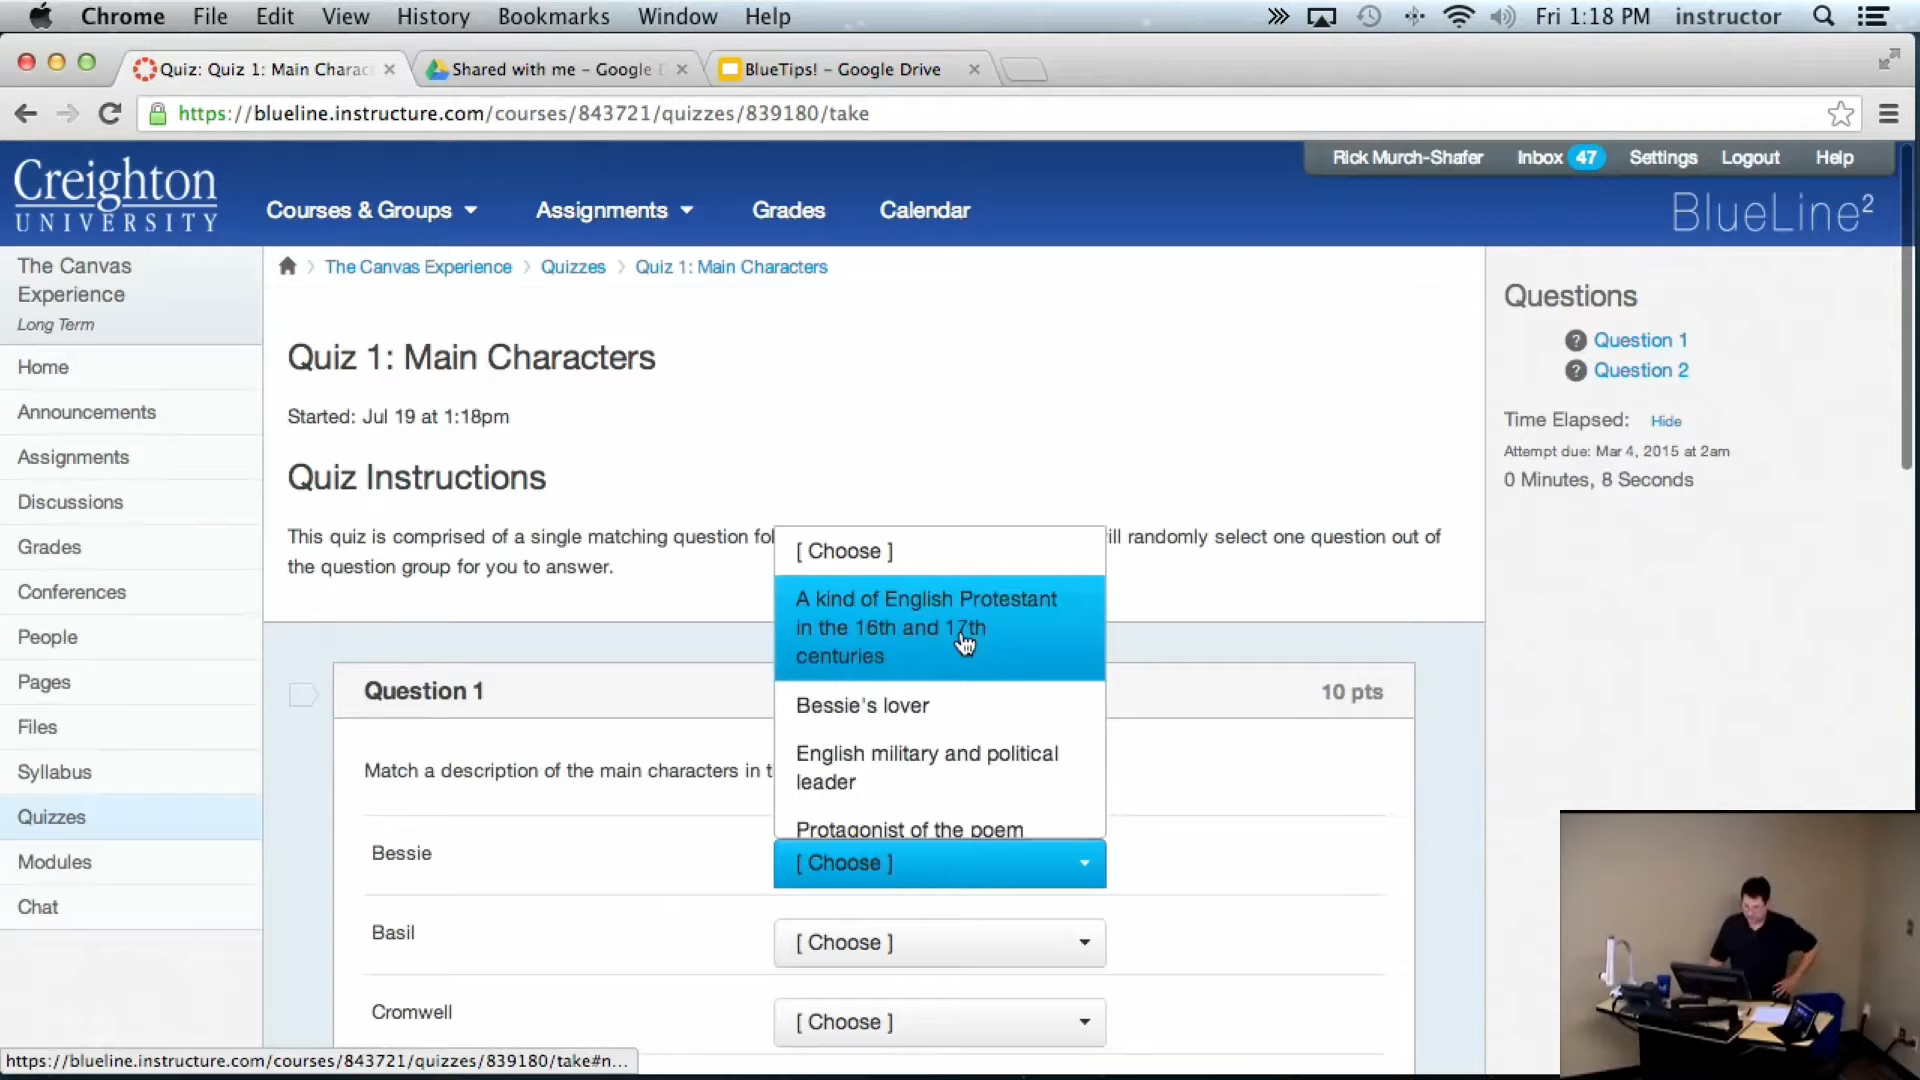 Chrome File Edit View History Bookmarks Window Help Fri 1:18 PM instructor
Quiz: Quiz 1: Main Charac Shared with me – Google D BlueTips! – Google Drive
https://blueline.instructure.com/courses/843721/quizzes/839180/take
Rick Murch-Shafer Inbox 47 Settings Logout Help
Creighton
UNIVERSITY
Courses & Groups Assignments Grades Calendar
BlueLine²
The Canvas
Experience
Long Term
Home
Announcements
Assignments
Discussions
Grades
Conferences
People
Pages
Files
Syllabus
Quizzes
Modules
Chat
The Canvas Experience Quizzes Quiz 1: Main Characters
Quiz 1: Main Characters
Started: Jul 19 at 1:18pm
Quiz Instructions
This quiz is comprised of a single matching question fol ill randomly select one question out of
the question group for you to answer.
[ Choose ]
A kind of English Protestant
in the 16th and 17th
centuries
Bessie's lover
English military and political
leader
Protagonist of the poem
Question 1 10 pts
Match a description of the main characters in t
Bessie [ Choose ]
Basil [ Choose ]
Cromwell [ Choose ]
Questions
? Question 1
? Question 2
Time Elapsed: Hide
Attempt due: Mar 4, 2015 at 2am
0 Minutes, 8 Seconds
https://blueline.instructure.com/courses/843721/quizzes/839180/take#n...